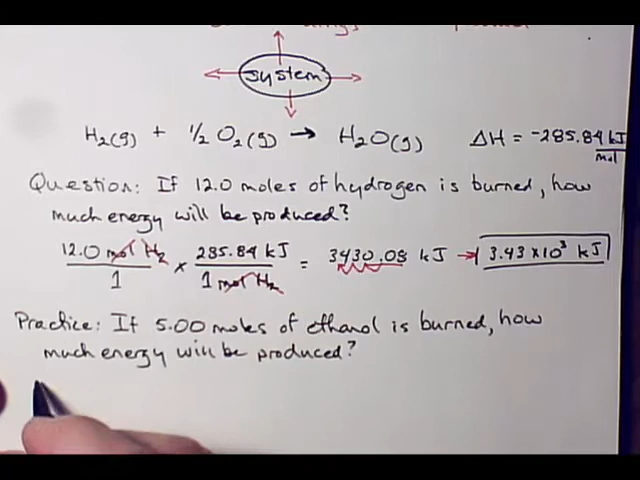 system
H₂(g) + ½ O₂(g) → H₂O(g) ΔH = -285.84 kJ/mol
Question: If 12.0 moles of hydrogen is burned, how
much energy will be produced?
12.0 mol H₂/1 × 285.84 kJ/1 mol H₂ = 3430.08 kJ → 3.43×10³ kJ
Practice: If 5.00 moles of ethanol is burned, how
much energy will be produced?